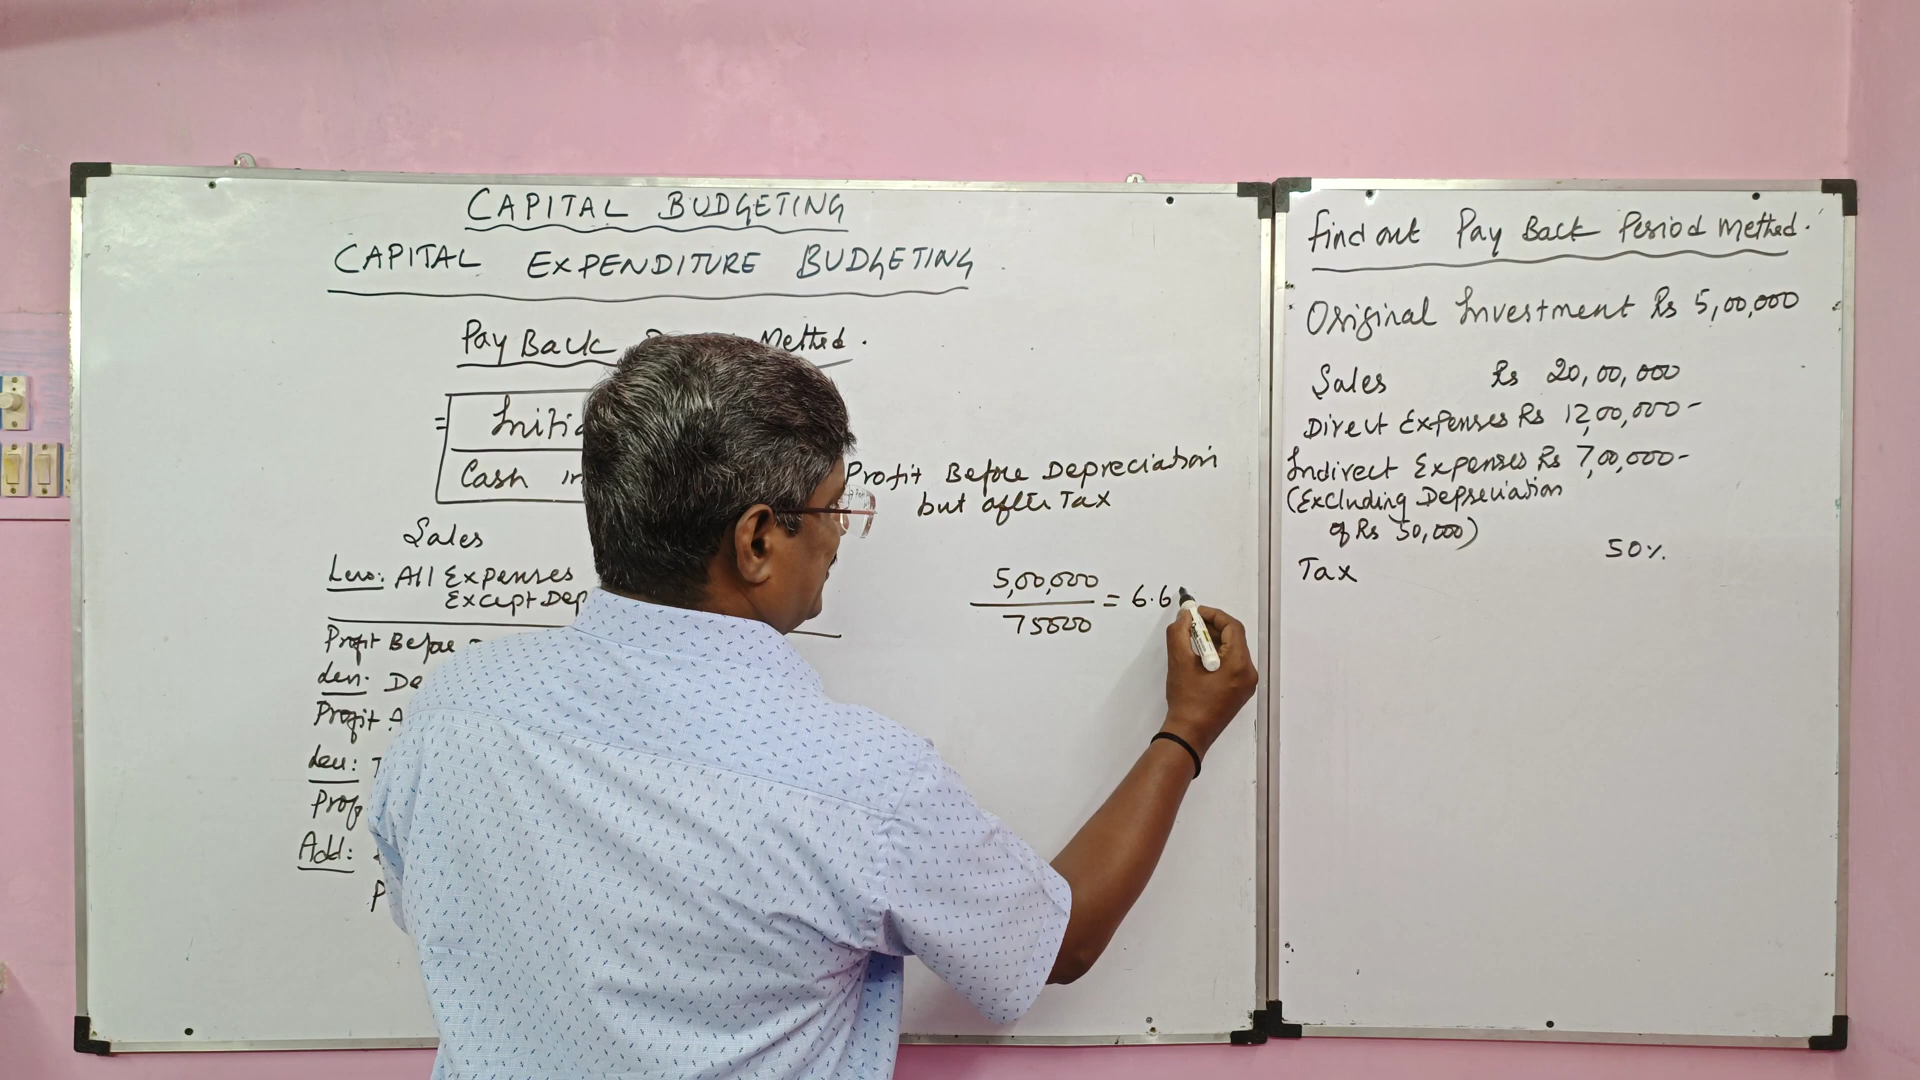 CAPITAL BUDGETING
CAPITAL EXPENDITURE BUDGETING
Pay Back Method.
= Initia
Cash in
Profit Before Depreciation
but after Tax
Sales
Less: All Expenses
Except Dep
Profit Before
Less: De
Profit A
Less: T
Prof
Add:
P
5,00,000
75000
= 6.6
Find out Pay Back Period Method.
Original Investment Rs 5,00,000
Sales Rs 20,00,000
Direct Expenses Rs 12,00,000-
Indirect Expenses Rs 7,00,000-
(Excluding Depreciation
of Rs 50,000)
50%.
Tax